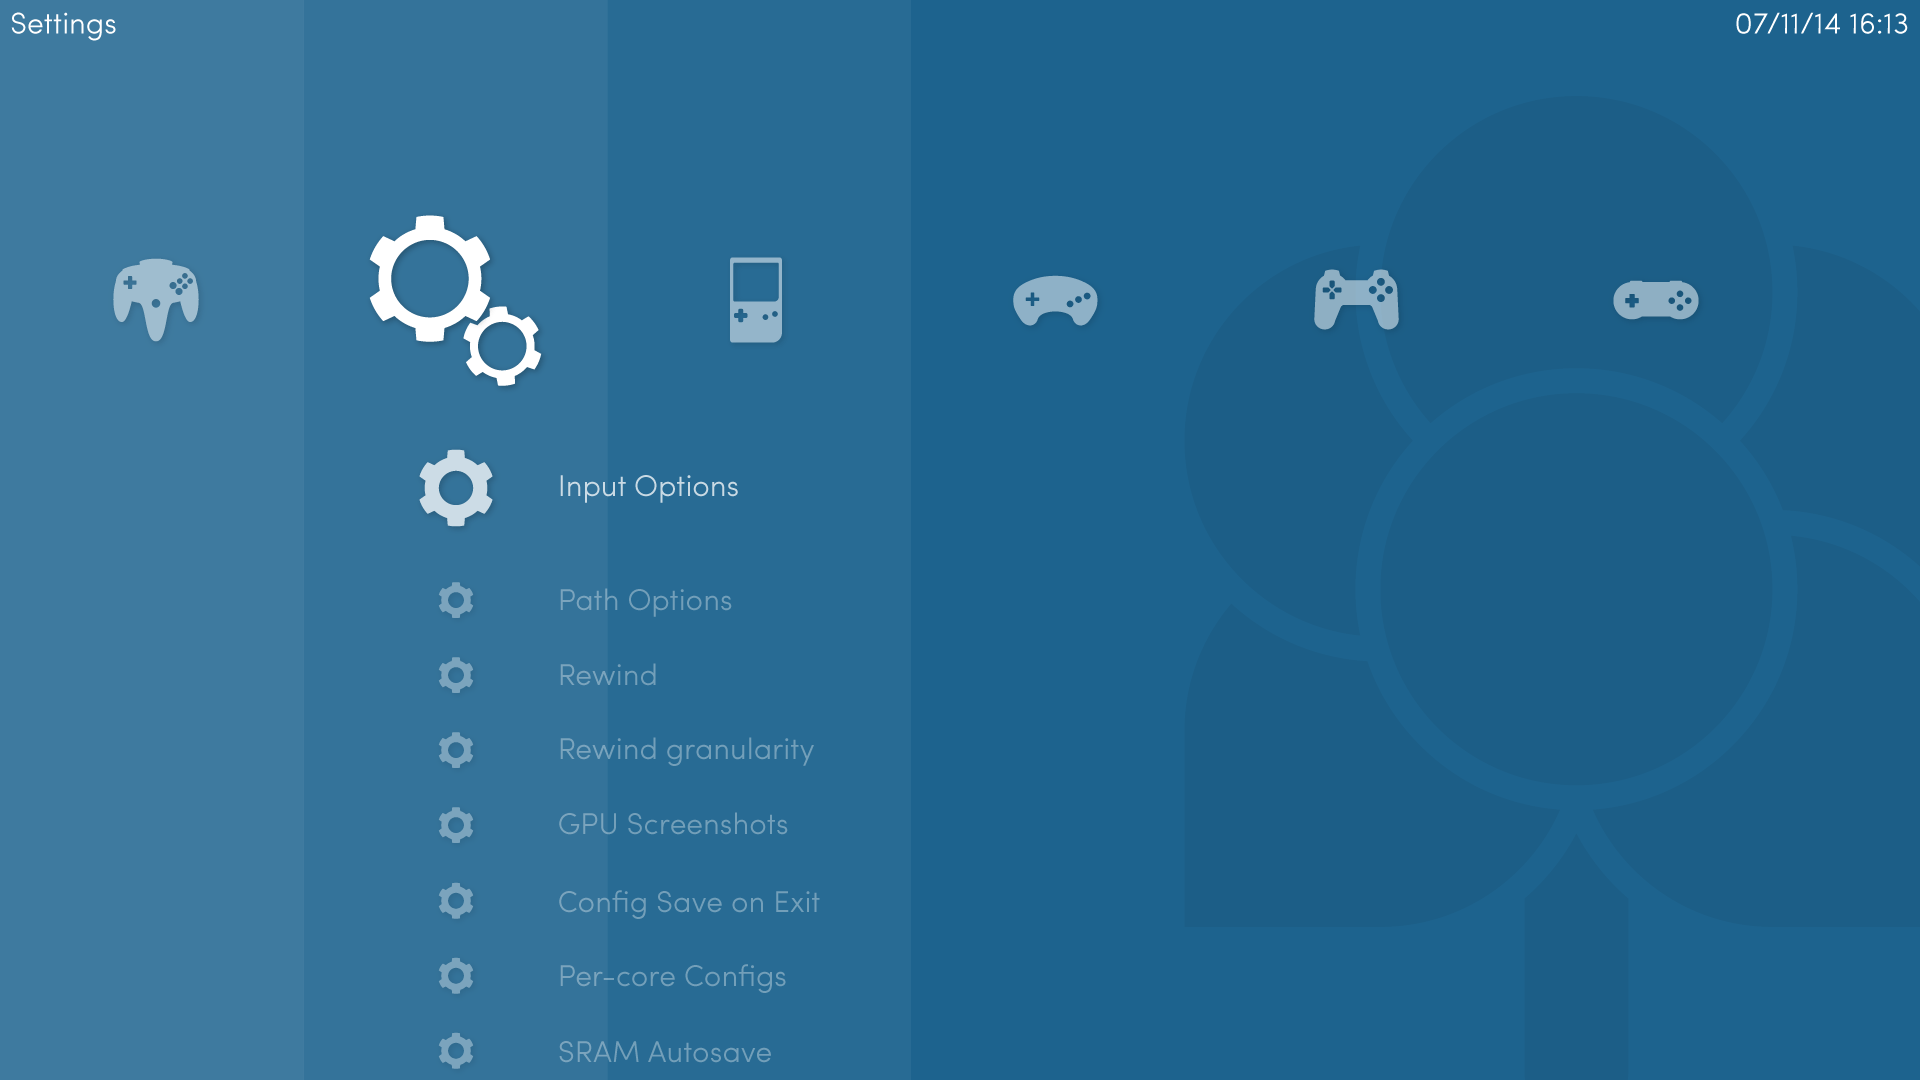 Settings
07/11/14 16:13
Input Options
Path Options
Rewind
Rewind granularity
GPU Screenshots
Config Save on Exit
Per-core Configs
SRAM Autosave